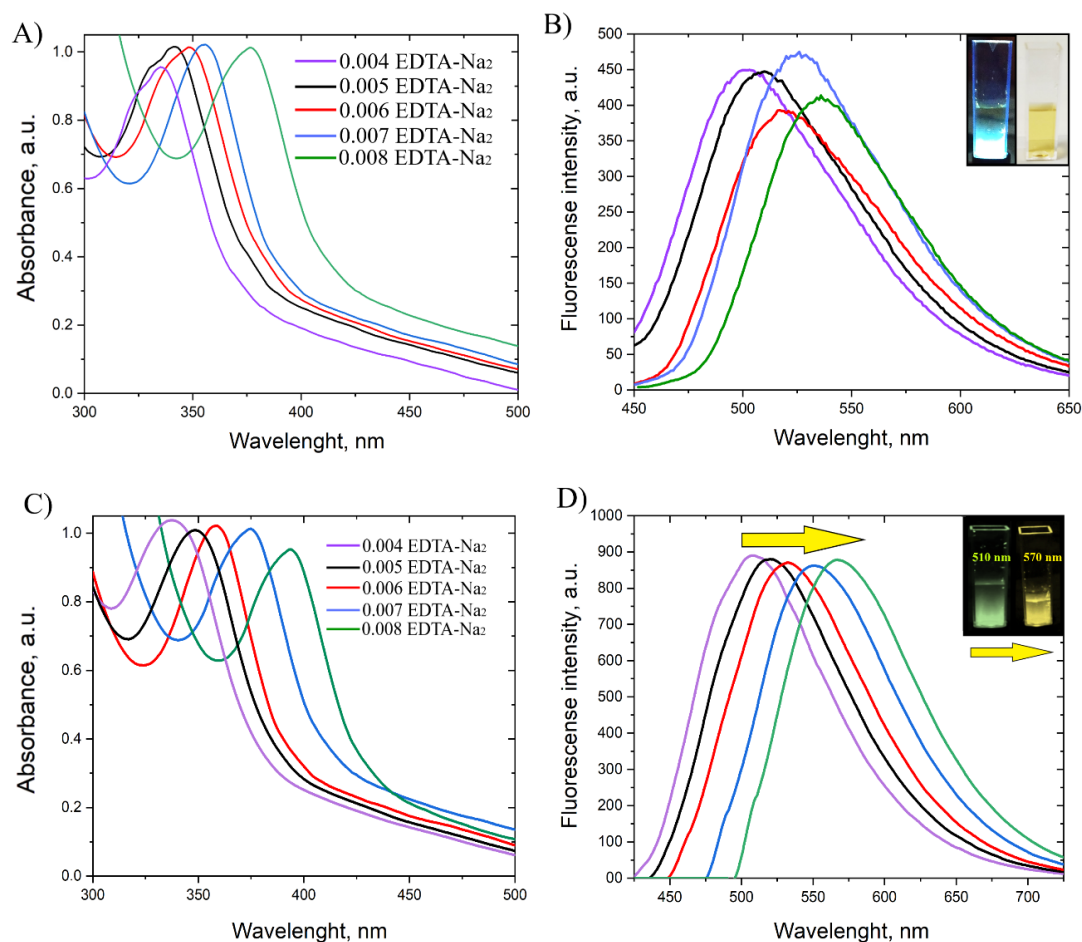 A)
Absorbance, a.u.
1.0
0.8
0.6
0.4
0.2
0.0
300 350 400 450 500
Wavelenght, nm
0.004 EDTA-Na₂
0.005 EDTA-Na₂
0.006 EDTA-Na₂
0.007 EDTA-Na₂
0.008 EDTA-Na₂
B)
Fluorescense intensity, a.u.
500
450
400
350
300
250
200
150
100
50
0
450 500 550 600 650
Wavelenght, nm
C)
Absorbance, a.u.
1.0
0.8
0.6
0.4
0.2
0.0
300 350 400 450 500
Wavelenght, nm
0.004 EDTA-Na₂
0.005 EDTA-Na₂
0.006 EDTA-Na₂
0.007 EDTA-Na₂
0.008 EDTA-Na₂
D)
Fluorescense intensity, a.u.
1000
900
800
700
600
500
400
300
200
100
00
450 500 550 600 650 700
Wavelenght, nm
510 nm 570 nm